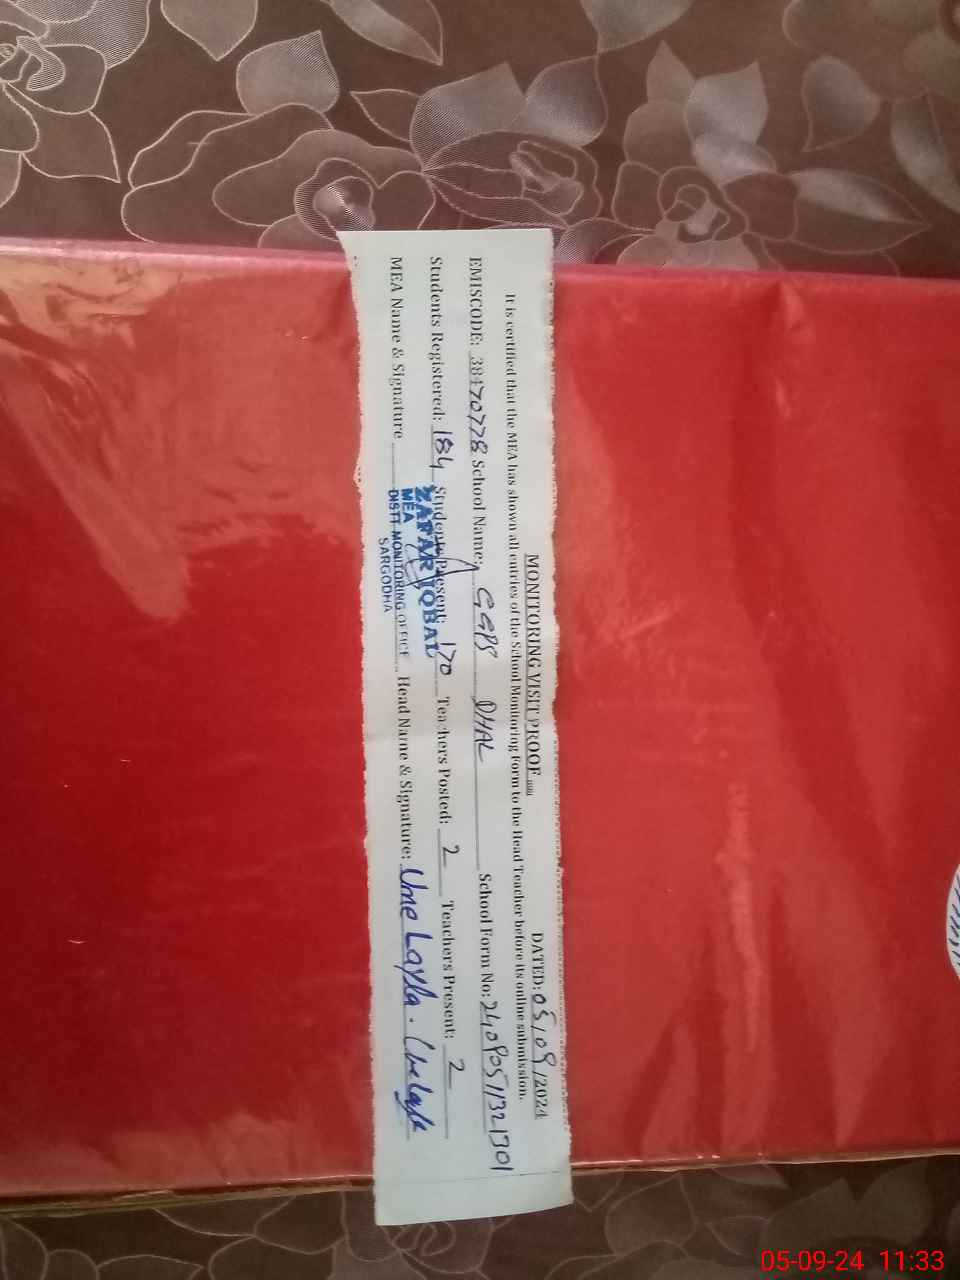 MONITORING VISIT PROOF
DATED: 05/09/2024
It is certified that the MEA has shown all entries of the School Monitoring Form to the Head Teacher before its online submission.
EMISCODE: 38470778 School Name: GGPS DHAL School Form No: 24090511321301
Students Registered: 184 Students Present: 170 Teachers Posted: 2 Teachers Present: 2
MEA Name & Signature Head Name & Signature: Ume Layla.
ZAFAR IQBAL
MEA
DISTT MONITORING OFFICE
SARGODHA
05-09-24 11:33